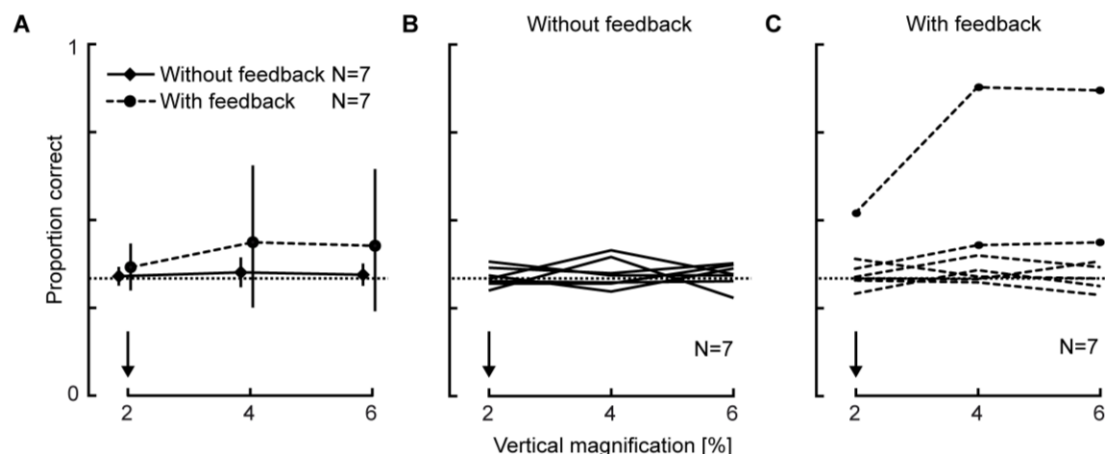 A
B
C
Without feedback
With feedback
1
Without feedback N=7
With feedback N=7
Proportion correct
N=7
N=7
0
2 4 6
2 4 6
2 4 6
Vertical magnification [%]